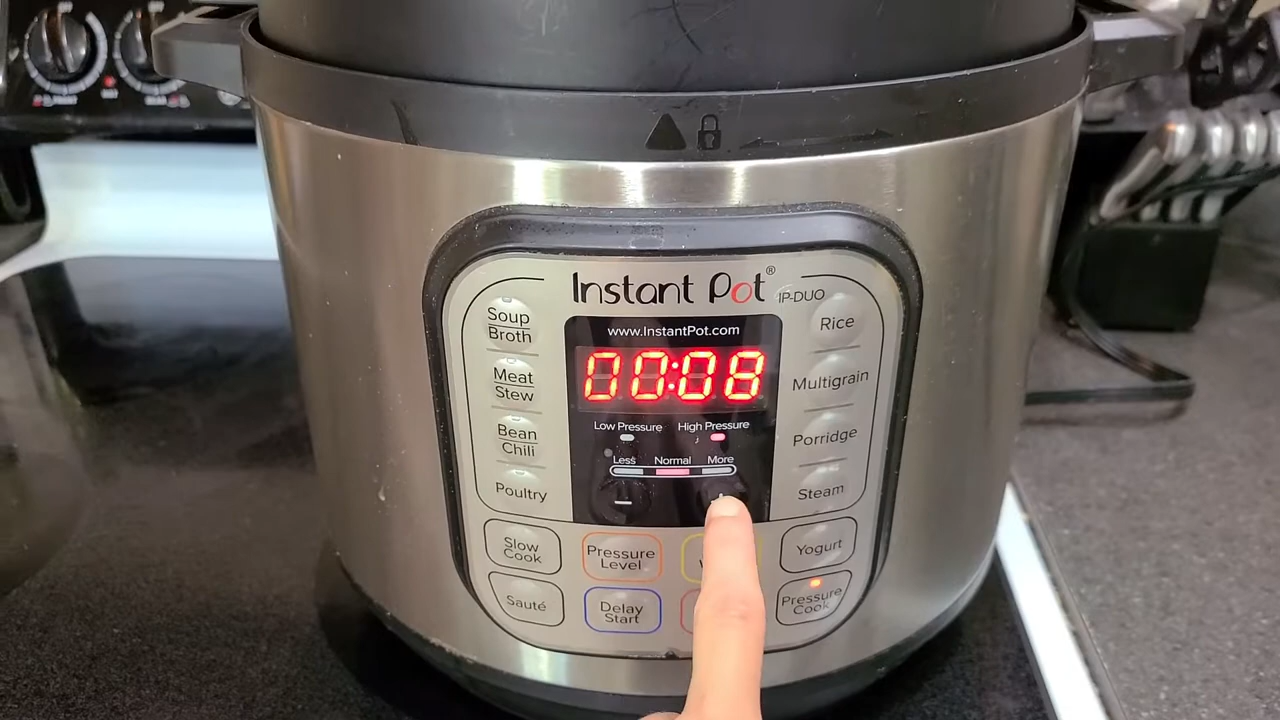 Instant Pot®
IP-DUO
www.InstantPot.com
00:08
Low Pressure
High Pressure
Less
Normal
More
−
+
Soup
Broth
Meat
Stew
Bean
Chili
Poultry
Slow
Cook
Sauté
Pressure
Level
Delay
Start
Rice
Multigrain
Porridge
Steam
Yogurt
Pressure
Cook